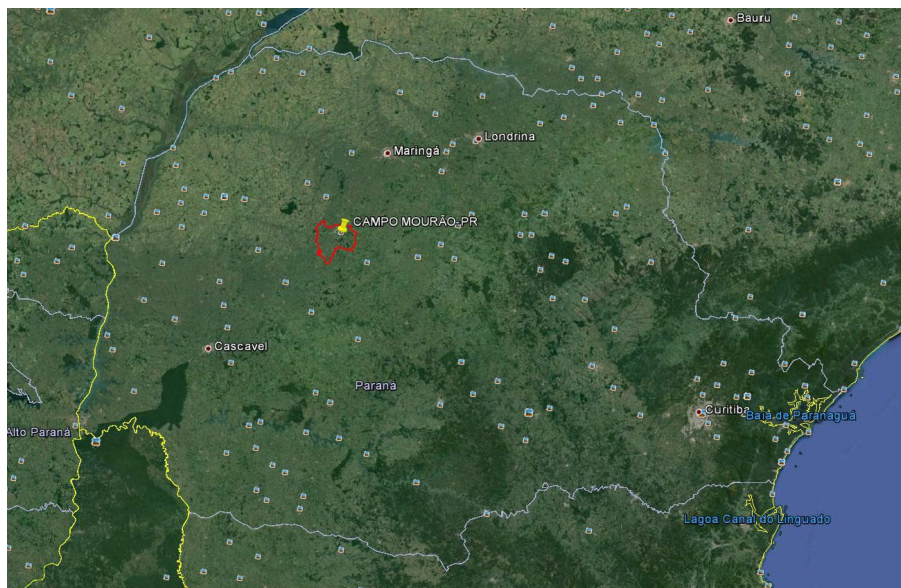 Bauru
Londrina
Maringá
CAMPO MOURÃO-PR
Cascavel
Paraná
Curitiba
Baía de Paranaguá
Alto Paraná
Lagoa Canal do Linguado